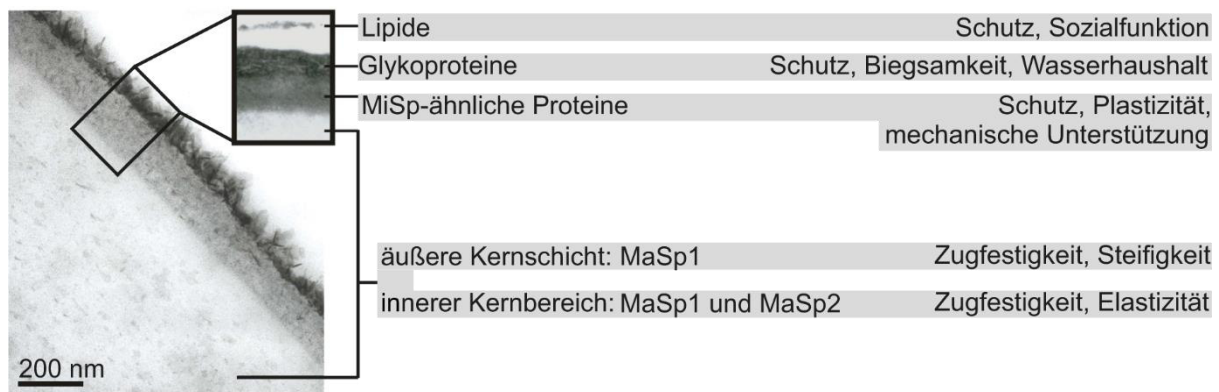 Lipide Schutz, Sozialfunktion
Glykoproteine Schutz, Biegsamkeit, Wasserhaushalt
MiSp-ähnliche Proteine Schutz, Plastizität,
mechanische Unterstützung
äußere Kernschicht: MaSp1 Zugfestigkeit, Steifigkeit
innerer Kernbereich: MaSp1 und MaSp2 Zugfestigkeit, Elastizität
200 nm